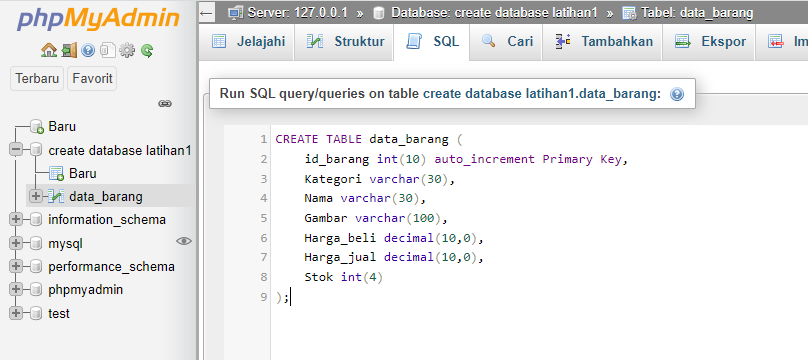 phpMyAdmin
Terbaru Favorit
Baru
create database latihan1
Baru
data_barang
information_schema
mysql
performance_schema
phpmyadmin
test
Server: 127.0.0.1 » Database: create database latihan1 » Tabel: data_barang
Jelajahi Struktur SQL Cari Tambahkan Ekspor Im
Run SQL query/queries on table create database latihan1.data_barang:
1 CREATE TABLE data_barang (
2 id_barang int(10) auto_increment Primary Key,
3 Kategori varchar(30),
4 Nama varchar(30),
5 Gambar varchar(100),
6 Harga_beli decimal(10,0),
7 Harga_jual decimal(10,0),
8 Stok int(4)
9 );